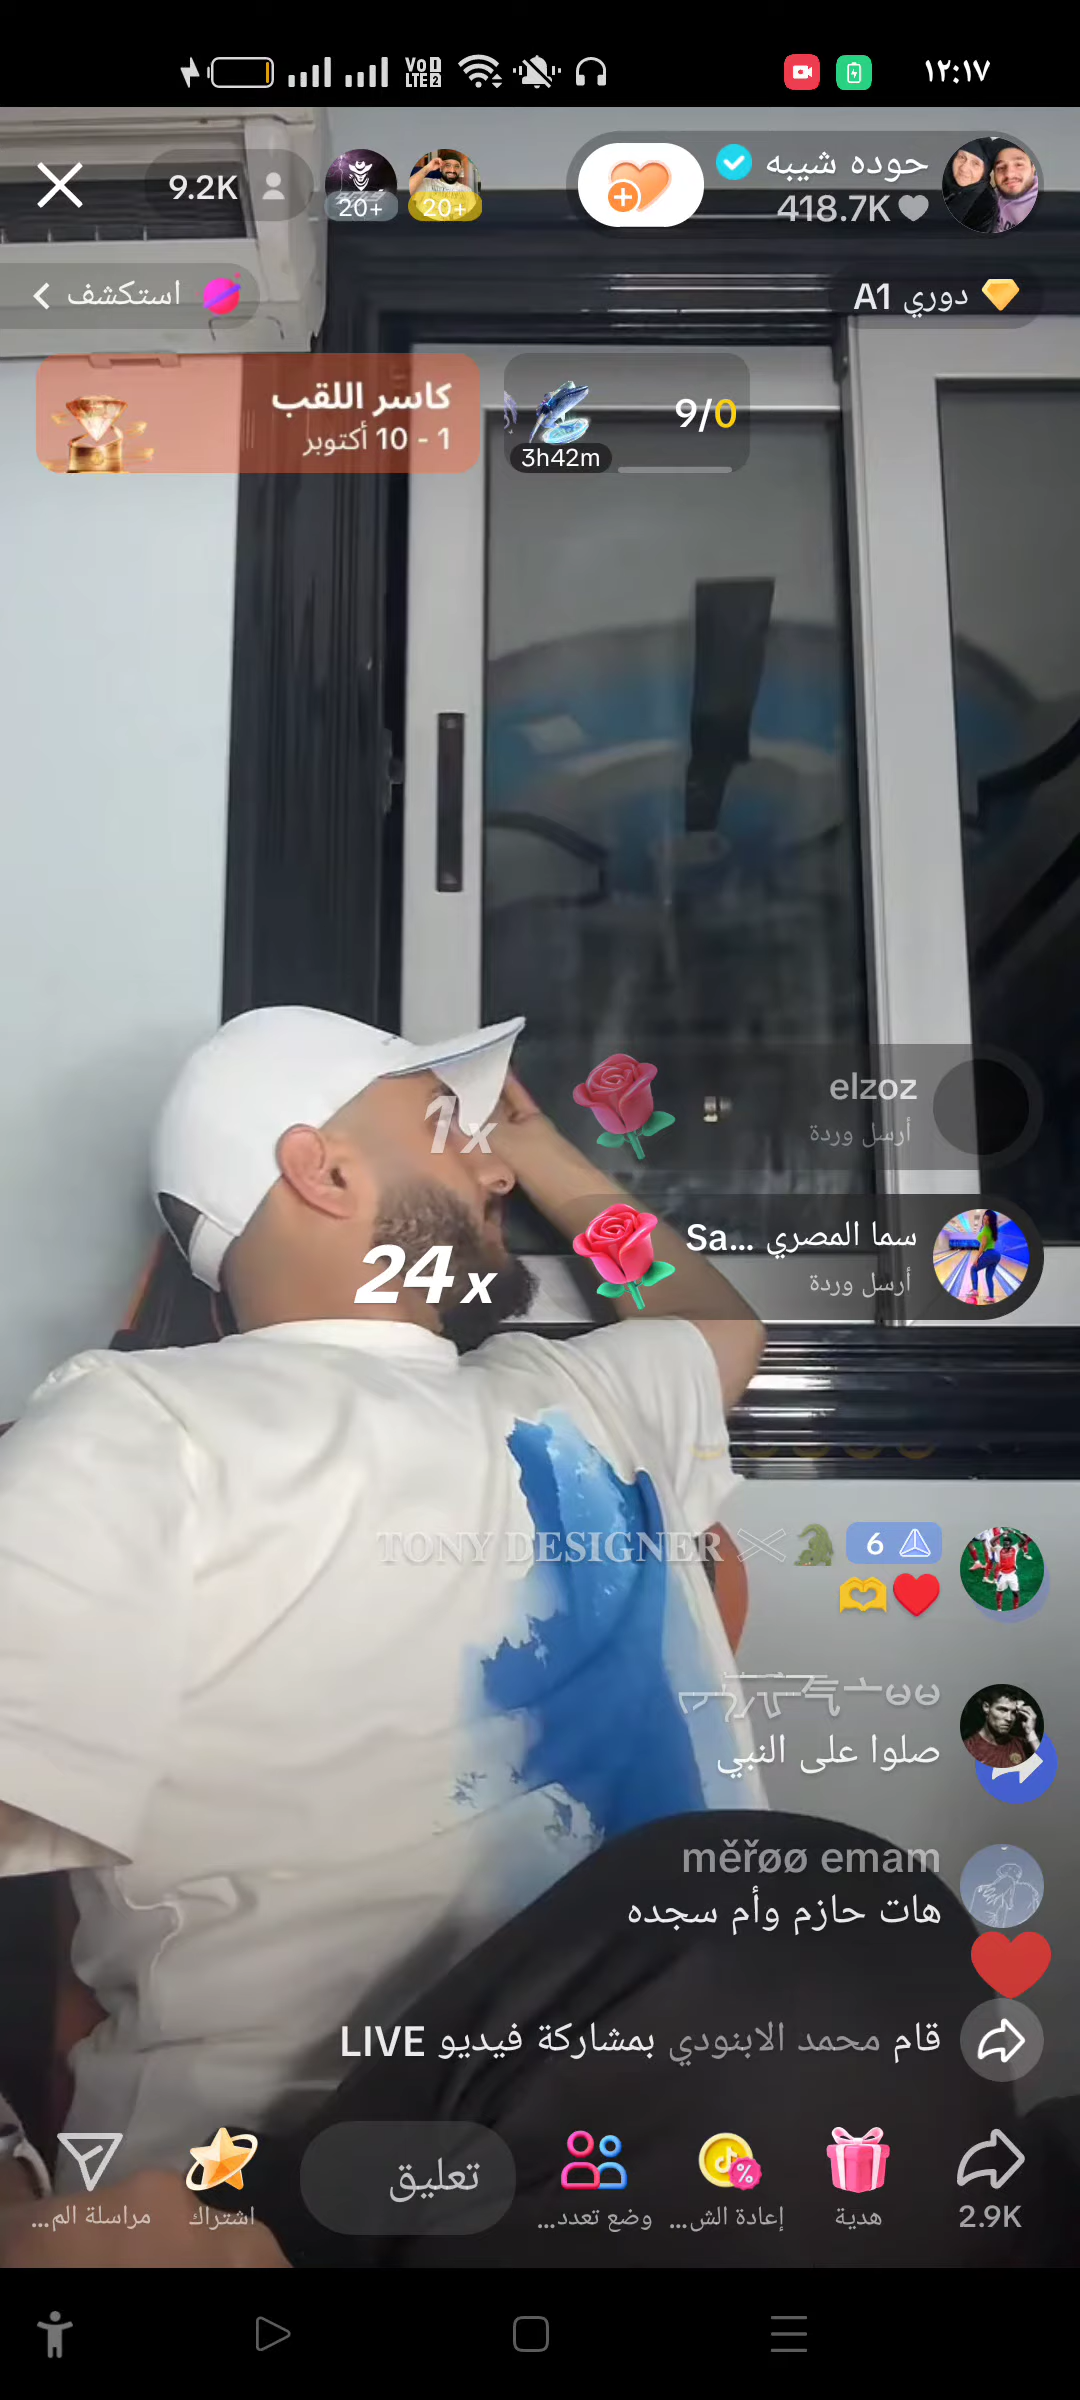 ١٢:١٧
VoD LTE2
حوده شيبه
418.7K
20+
20+
9.2K
دوري A1
استكشف
كاسر اللقب
1 - 10 أكتوبر
9/0
3h42m
elzoz
أرسل وردة
1x
سما المصري Sa...
أرسل وردة
24x
TONY DESIGNER
6
صلوا على النبي
měřøø emam
هات حازم وأم سجده
قام محمد الابنودي بمشاركة فيديو LIVE
2.9K
هدية
إعادة الش...
وضع تعدد...
تعليق
اشتراك
مراسلة الم...